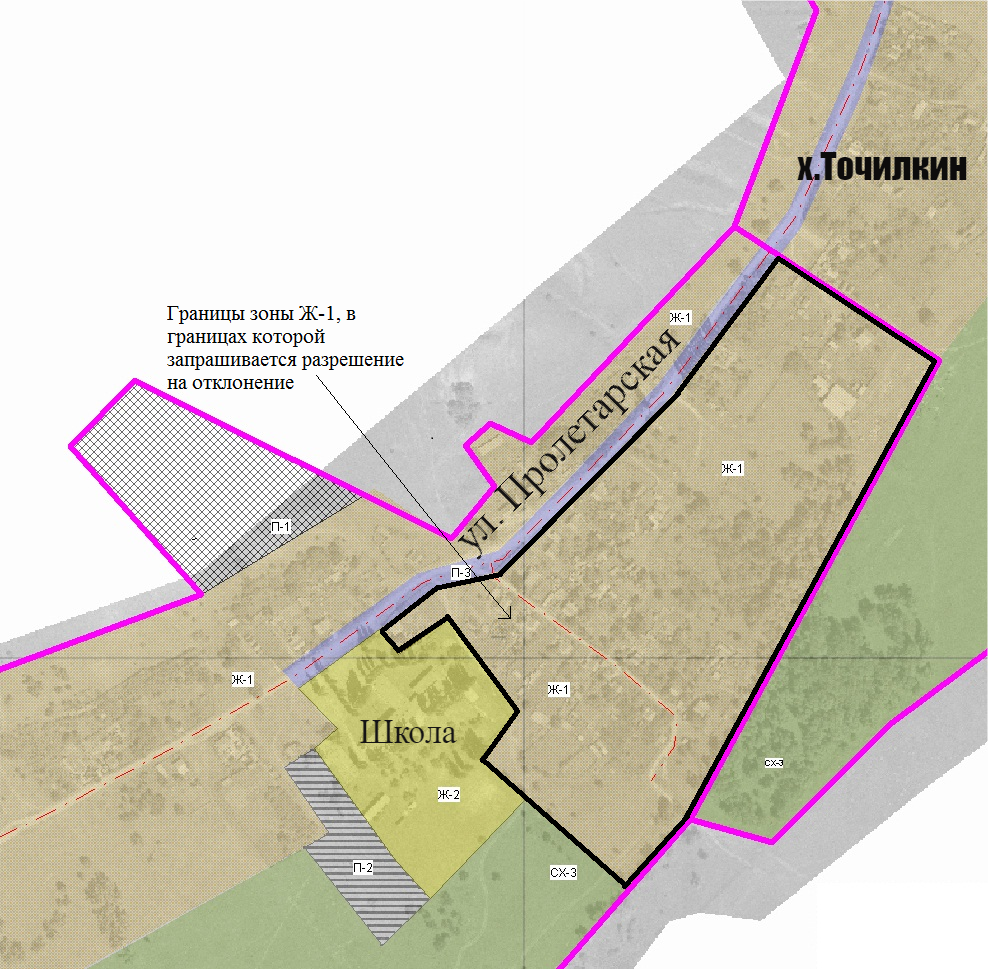 х.Точилкин
Границы зоны Ж-1, в
границах которой
запрашивается разрешение
на отклонение
Ж-1
ул. Пролетарская
Ж-1
П-1
П-3
Ж-1
Ж-1
Школа
сх-3
Ж-2
П-2
СХ-3